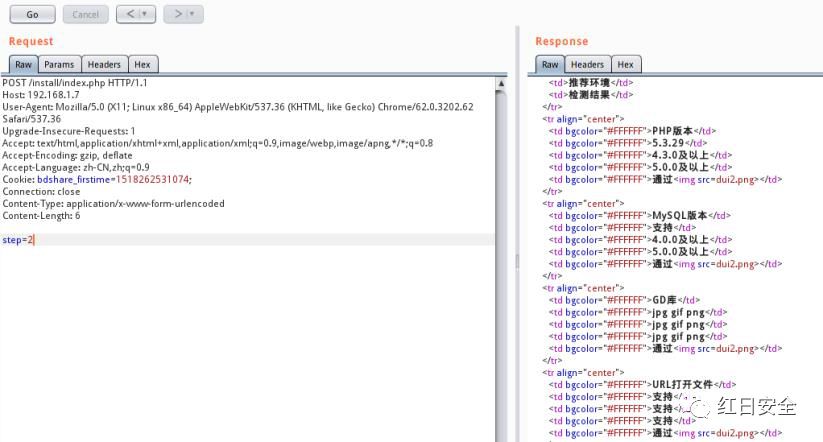 Go
Cancel
<
>
Request
Response
Raw
Params
Headers
Hex
Raw
Headers
Hex
POST /install/index.php HTTP/1.1
Host: 192.168.1.7
User-Agent: Mozilla/5.0 (X11; Linux x86_64) AppleWebKit/537.36 (KHTML, like Gecko) Chrome/62.0.3202.62
Safari/537.36
Upgrade-Insecure-Requests: 1
Accept: text/html,application/xhtml+xml,application/xml;q=0.9,image/webp,image/apng,*/*;q=0.8
Accept-Encoding: gzip, deflate
Accept-Language: zh-CN,zh;q=0.9
Cookie: bdshare_firstime=1518262531074;
Connection: close
Content-Type: application/x-www-form-urlencoded
Content-Length: 6
step=2
<td>推荐环境</td>
<td>检测结果</td>
</tr>
<tr align="center">
<td bgcolor="#FFFFFF">PHP版本</td>
<td bgcolor="#FFFFFF">5.3.29</td>
<td bgcolor="#FFFFFF">4.3.0及以上</td>
<td bgcolor="#FFFFFF">5.0.0及以上</td>
<td bgcolor="#FFFFFF">通过<img src=dui2.png></td>
</tr>
<tr align="center">
<td bgcolor="#FFFFFF">MySQL版本</td>
<td bgcolor="#FFFFFF">支持</td>
<td bgcolor="#FFFFFF">4.0.0及以上</td>
<td bgcolor="#FFFFFF">5.0.0及以上</td>
<td bgcolor="#FFFFFF">通过<img src=dui2.png></td>
</tr>
<tr align="center">
<td bgcolor="#FFFFFF">GD库</td>
<td bgcolor="#FFFFFF">jpg gif png</td>
<td bgcolor="#FFFFFF">jpg gif png</td>
<td bgcolor="#FFFFFF">jpg gif png</td>
<td bgcolor="#FFFFFF">通过<img src=dui2.png></td>
</tr>
<tr align="center">
<td bgcolor="#FFFFFF">URL打开文件</td>
<td bgcolor="#FFFFFF">支持</td>
<td bgcolor="#FFFFFF">支持</td>
<td bgcolor="#FFFFFF">支持</td>
<td bgcolor="#FFFFFF">通过<img src=dui2.png></td>
红日安全